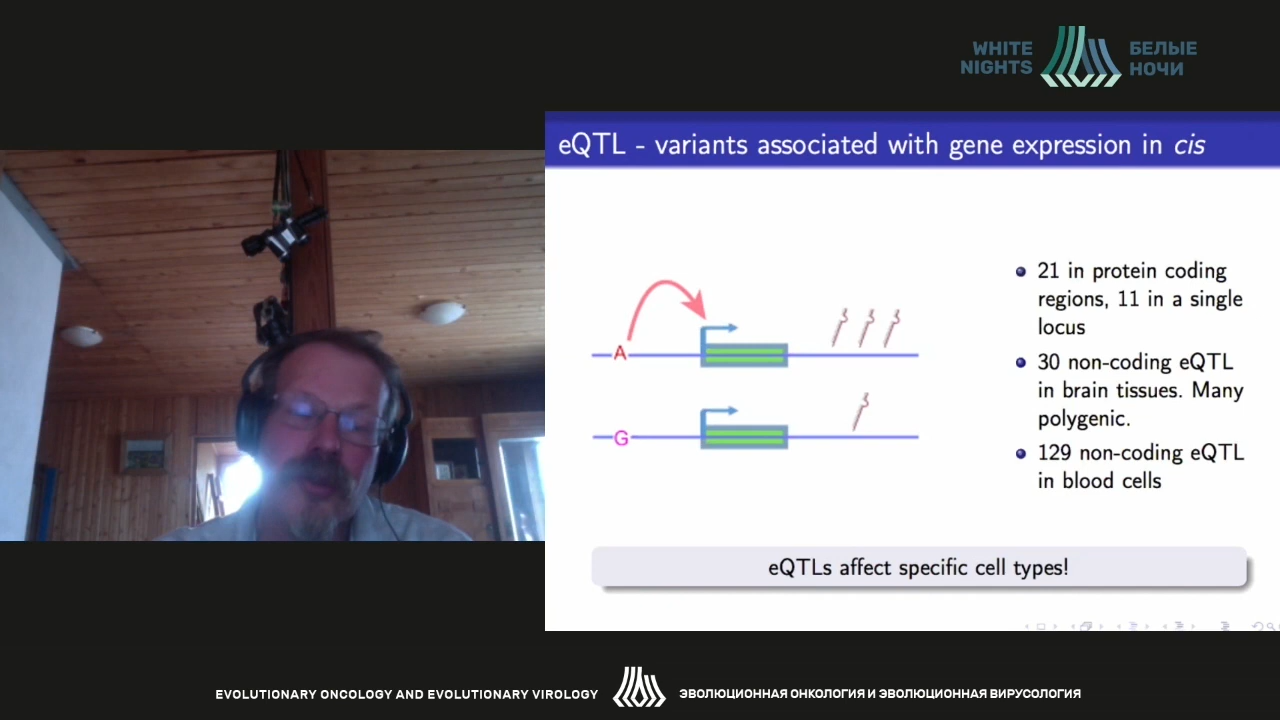 WHITE
NIGHTS
БЕЛЫЕ
НОЧИ
eQTL - variants associated with gene expression in cis
A
G
21 in protein coding
regions, 11 in a single
locus
30 non-coding eQTL
in brain tissues. Many
polygenic.
129 non-coding eQTL
in blood cells
eQTLs affect specific cell types!
EVOLUTIONARY ONCOLOGY AND EVOLUTIONARY VIROLOGY
ЭВОЛЮЦИОННАЯ ОНКОЛОГИЯ И ЭВОЛЮЦИОННАЯ ВИРУСОЛОГИЯ